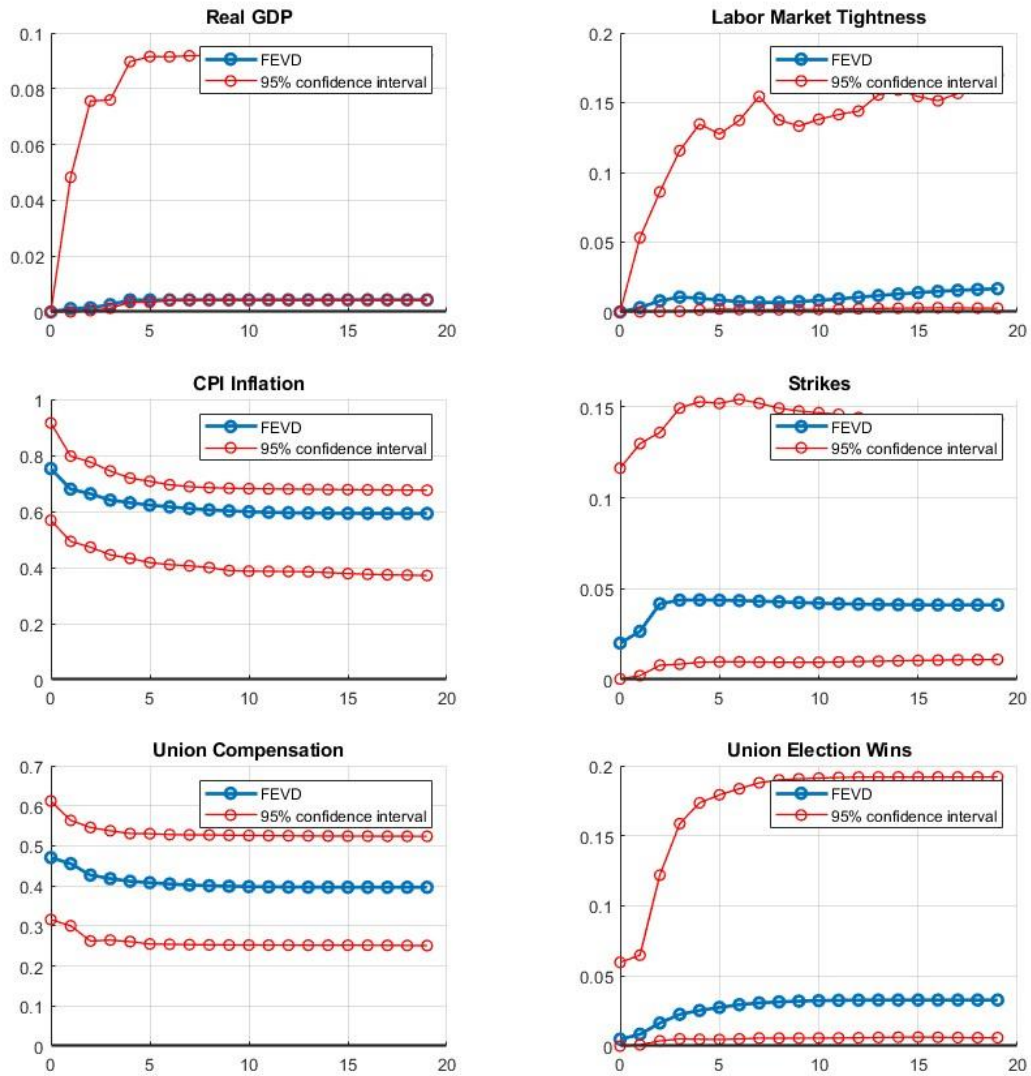 Real GDP
0.1
0.08
0.06
0.04
0.02
0
0 5 10 15 20
FEVD
95% confidence interval
Labor Market Tightness
0.2
0.15
0.1
0.05
0
0 5 10 15 20
FEVD
95% confidence interval
CPI Inflation
1
0.8
0.6
0.4
0.2
0
0 5 10 15 20
FEVD
95% confidence interval
Strikes
0.15
0.1
0.05
0
0 5 10 15 20
FEVD
95% confidence interval
Union Compensation
0.7
0.6
0.5
0.4
0.3
0.2
0.1
0
0 5 10 15 20
FEVD
95% confidence interval
Union Election Wins
0.2
0.15
0.1
0.05
0
0 5 10 15 20
FEVD
95% confidence interval